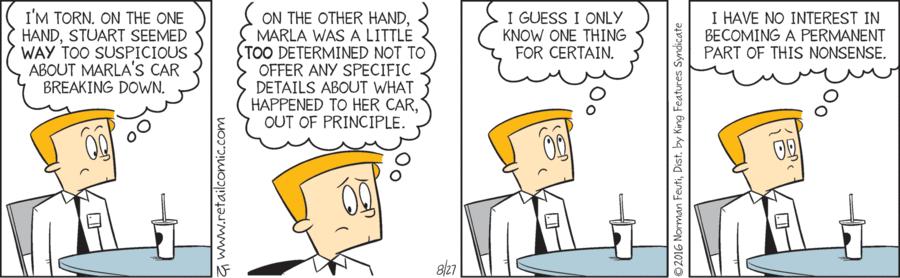 I'M TORN. ON THE ONE
HAND, STUART SEEMED
WAY TOO SUSPICIOUS
ABOUT MARLA'S CAR
BREAKING DOWN.
www.retailcomic.com
ON THE OTHER HAND,
MARLA WAS A LITTLE
TOO DETERMINED NOT TO
OFFER ANY SPECIFIC
DETAILS ABOUT WHAT
HAPPENED TO HER CAR,
OUT OF PRINCIPLE.
8/27
I GUESS I ONLY
KNOW ONE THING
FOR CERTAIN.
©2016 Norman Feuti, Dist. by King Features Syndicate
I HAVE NO INTEREST IN
BECOMING A PERMANENT
PART OF THIS NONSENSE.